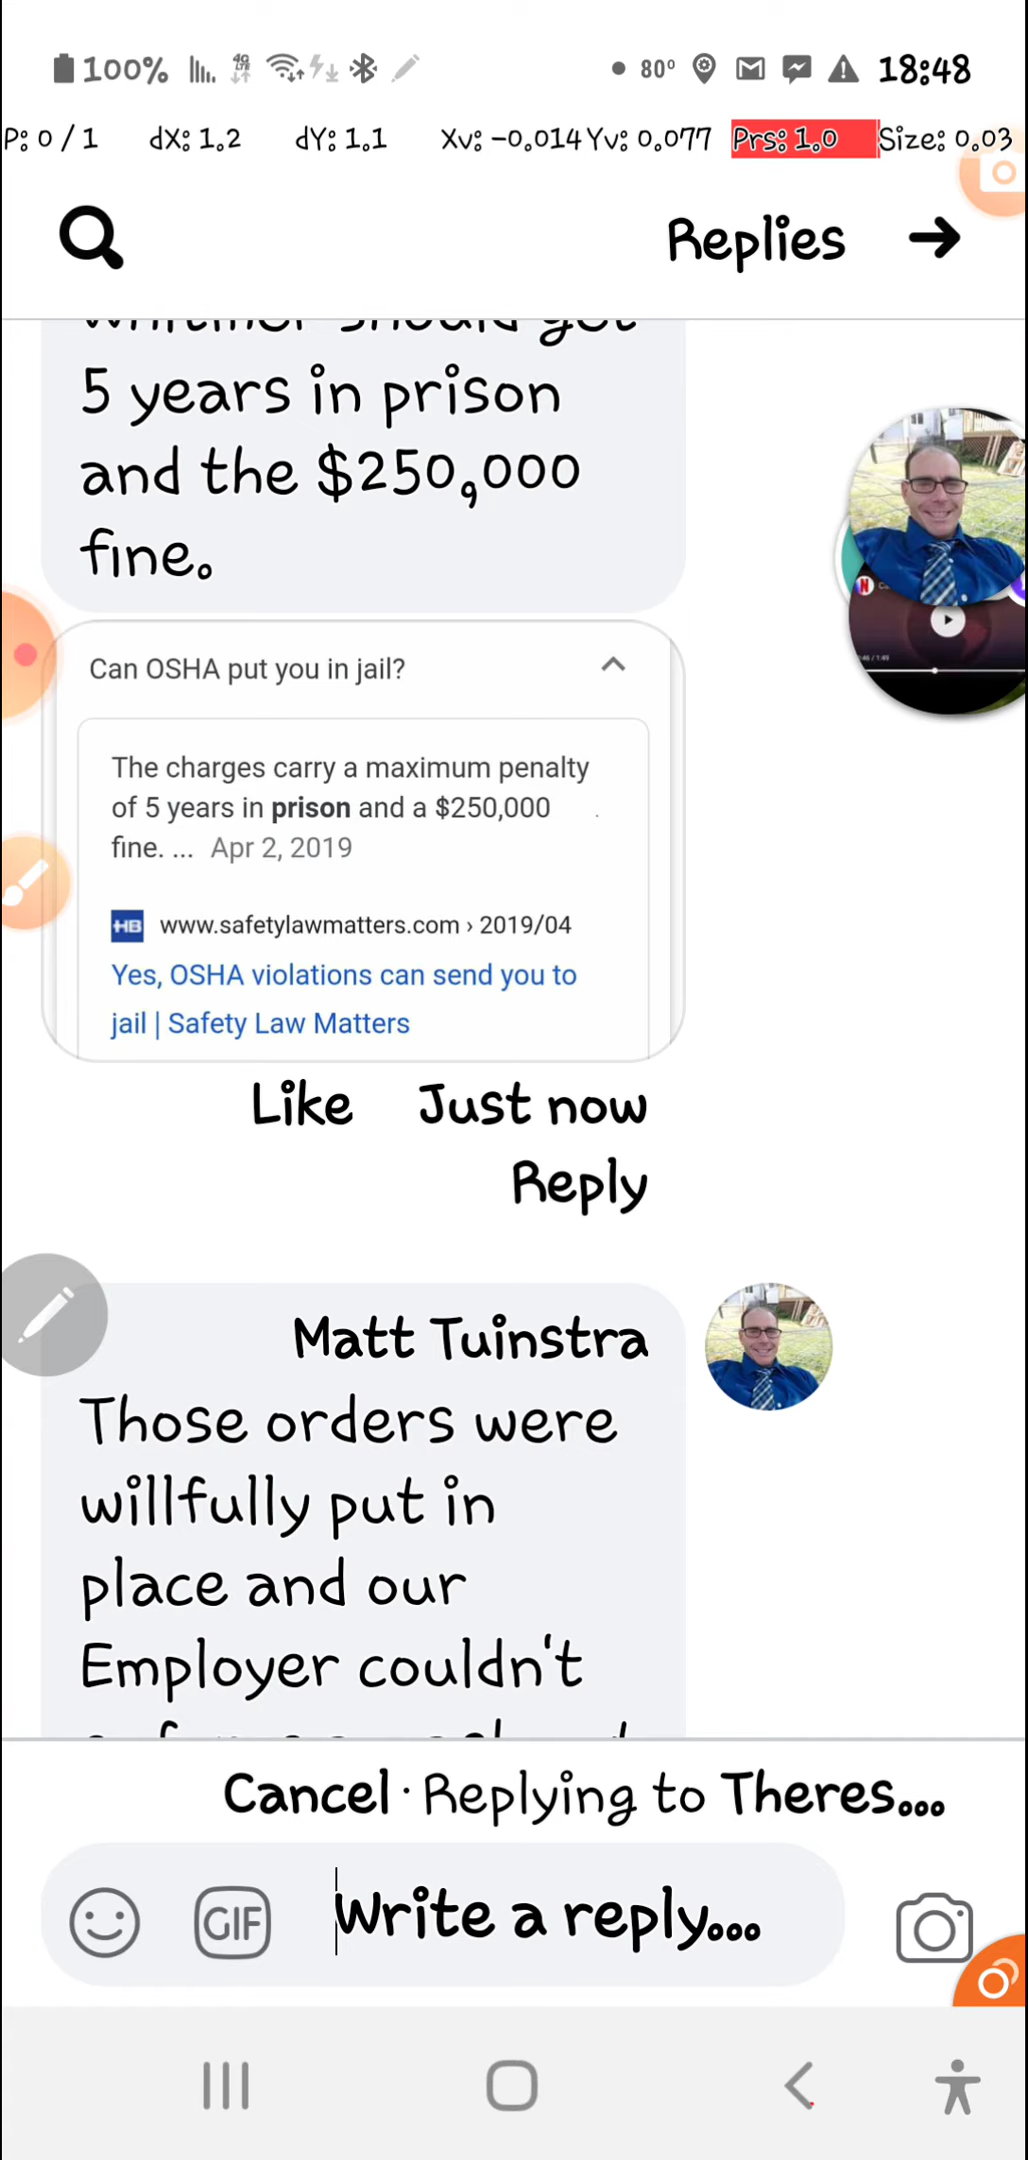 100% 80° 18:48
P: 0 / 1 dX: 1.2 dY: 1.1 Xv: -0.014 Yv: 0.077 Prs: 1.0 Size: 0.03
Replies
should get
5 years in prison
and the $250,000
fine.
Can OSHA put you in jail?
The charges carry a maximum penalty
of 5 years in prison and a $250,000
fine. ... Apr 2, 2019
HB www.safetylawmatters.com › 2019/04
Yes, OSHA violations can send you to
jail | Safety Law Matters
Like Just now
Reply
Matt Tuinstra
Those orders were
willfully put in
place and our
Employer couldn't
Cancel · Replying to Theres...
GIF Write a reply...